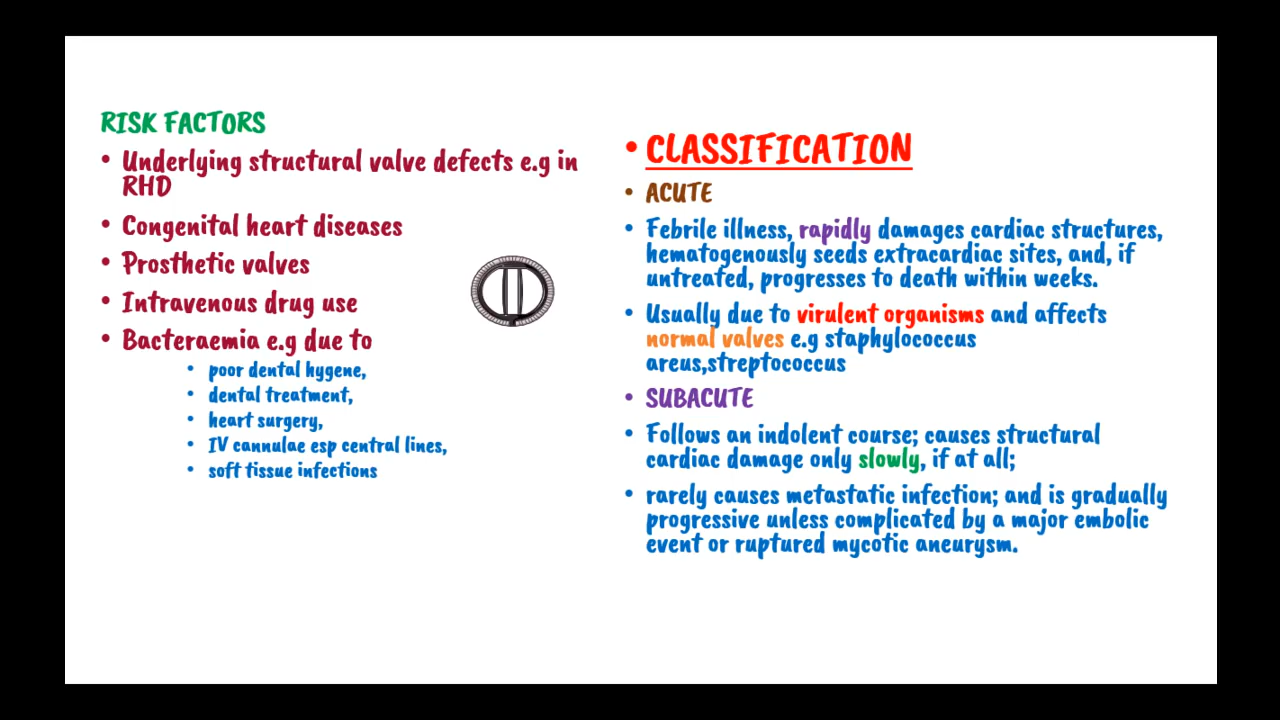 RISK FACTORS
• Underlying structural valve defects e.g in
RHD
• Congenital heart diseases
• Prosthetic valves
• Intravenous drug use
• Bacteraemia e.g due to
• poor dental hygene,
• dental treatment,
• heart surgery,
• IV cannulae esp central lines,
• soft tissue infections
• CLASSIFICATION
• ACUTE
• Febrile illness, rapidly damages cardiac structures,
hematogenously seeds extracardiac sites, and, if
untreated, progresses to death within weeks.
• Usually due to virulent organisms and affects
normal valves e.g staphylococcus
areus,streptococcus
• SUBACUTE
• Follows an indolent course; causes structural
cardiac damage only slowly, if at all;
• rarely causes metastatic infection; and is gradually
progressive unless complicated by a major embolic
event or ruptured mycotic aneurysm.